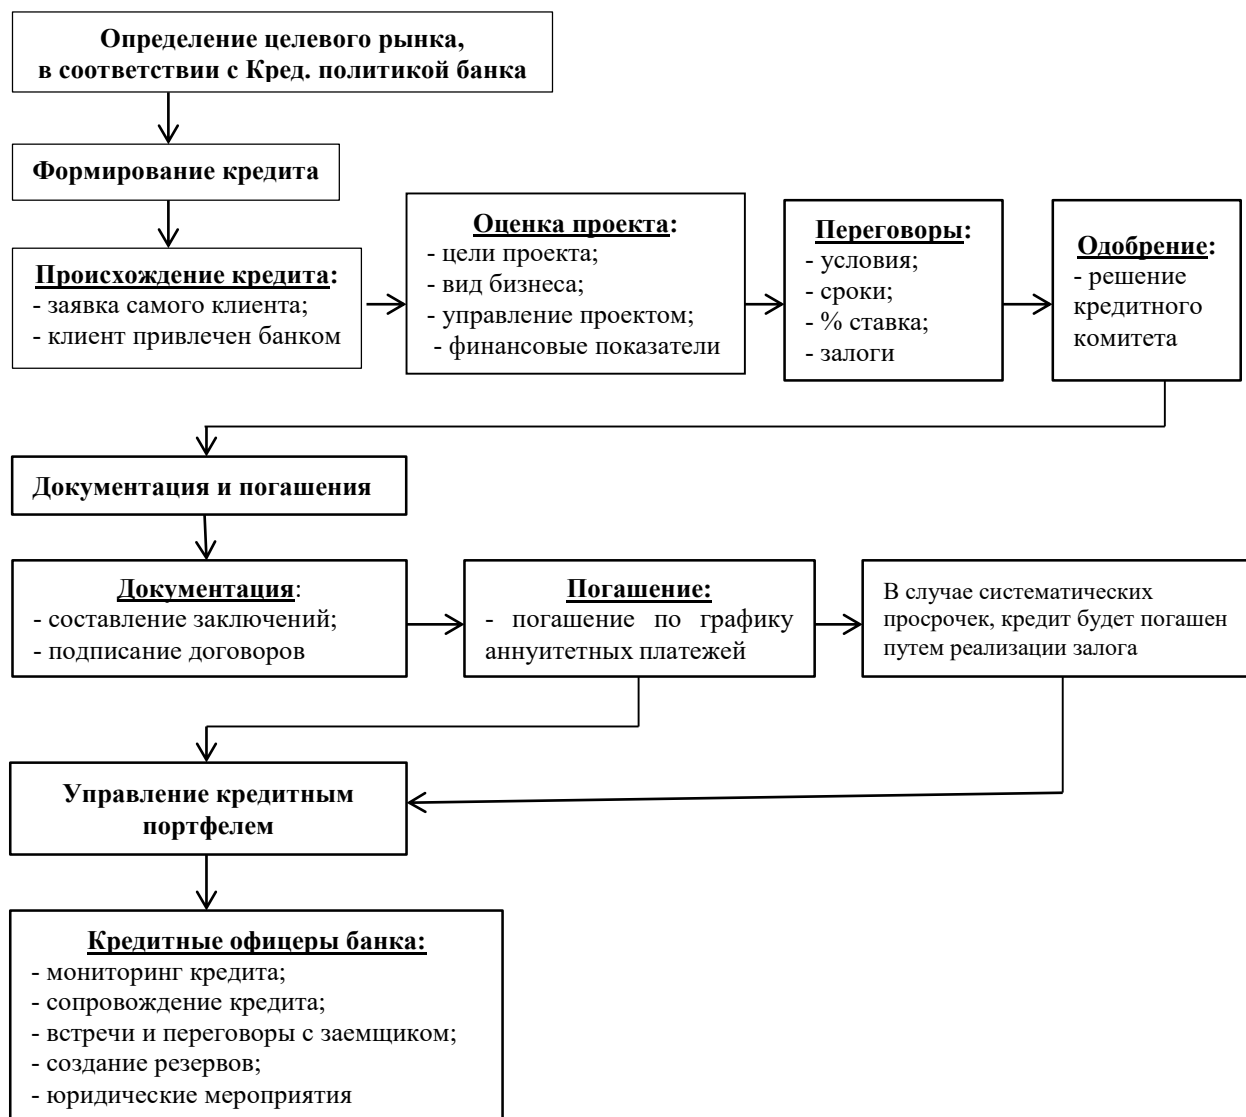 Определение целевого рынка,
в соответствии с Кред. политикой банка
Формирование кредита
Происхождение кредита:
- заявка самого клиента;
- клиент привлечен банком
Оценка проекта:
- цели проекта;
- вид бизнеса;
- управление проектом;
- финансовые показатели
Переговоры:
- условия;
- сроки;
- % ставка;
- залоги
Одобрение:
- решение
кредитного
комитета
Документация и погашения
Документация:
- составление заключений;
- подписание договоров
Погашение:
- погашение по графику
аннуитетных платежей
В случае систематических
просрочек, кредит будет погашен
путем реализации залога
Управление кредитным
портфелем
Кредитные офицеры банка:
- мониторинг кредита;
- сопровождение кредита;
- встречи и переговоры с заемщиком;
- создание резервов;
- юридические мероприятия